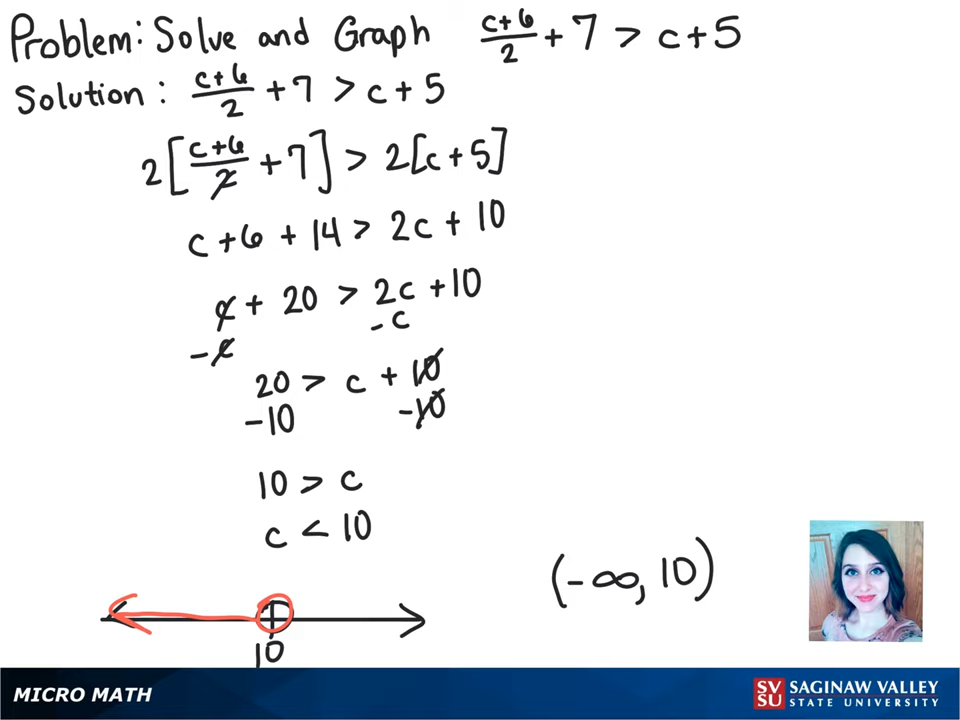 Problem: Solve and Graph (c+6)/2 + 7 > c + 5
Solution: (c+6)/2 + 7 > c + 5
2[(c+6)/2 + 7] > 2[c + 5]
c + 6 + 14 > 2c + 10
c + 20 > 2c + 10
-c -c
20 > c + 10
-10 -10
10 > c
c < 10
(-∞, 10)
10
MICRO MATH
SVSU SAGINAW VALLEY
STATE UNIVERSITY